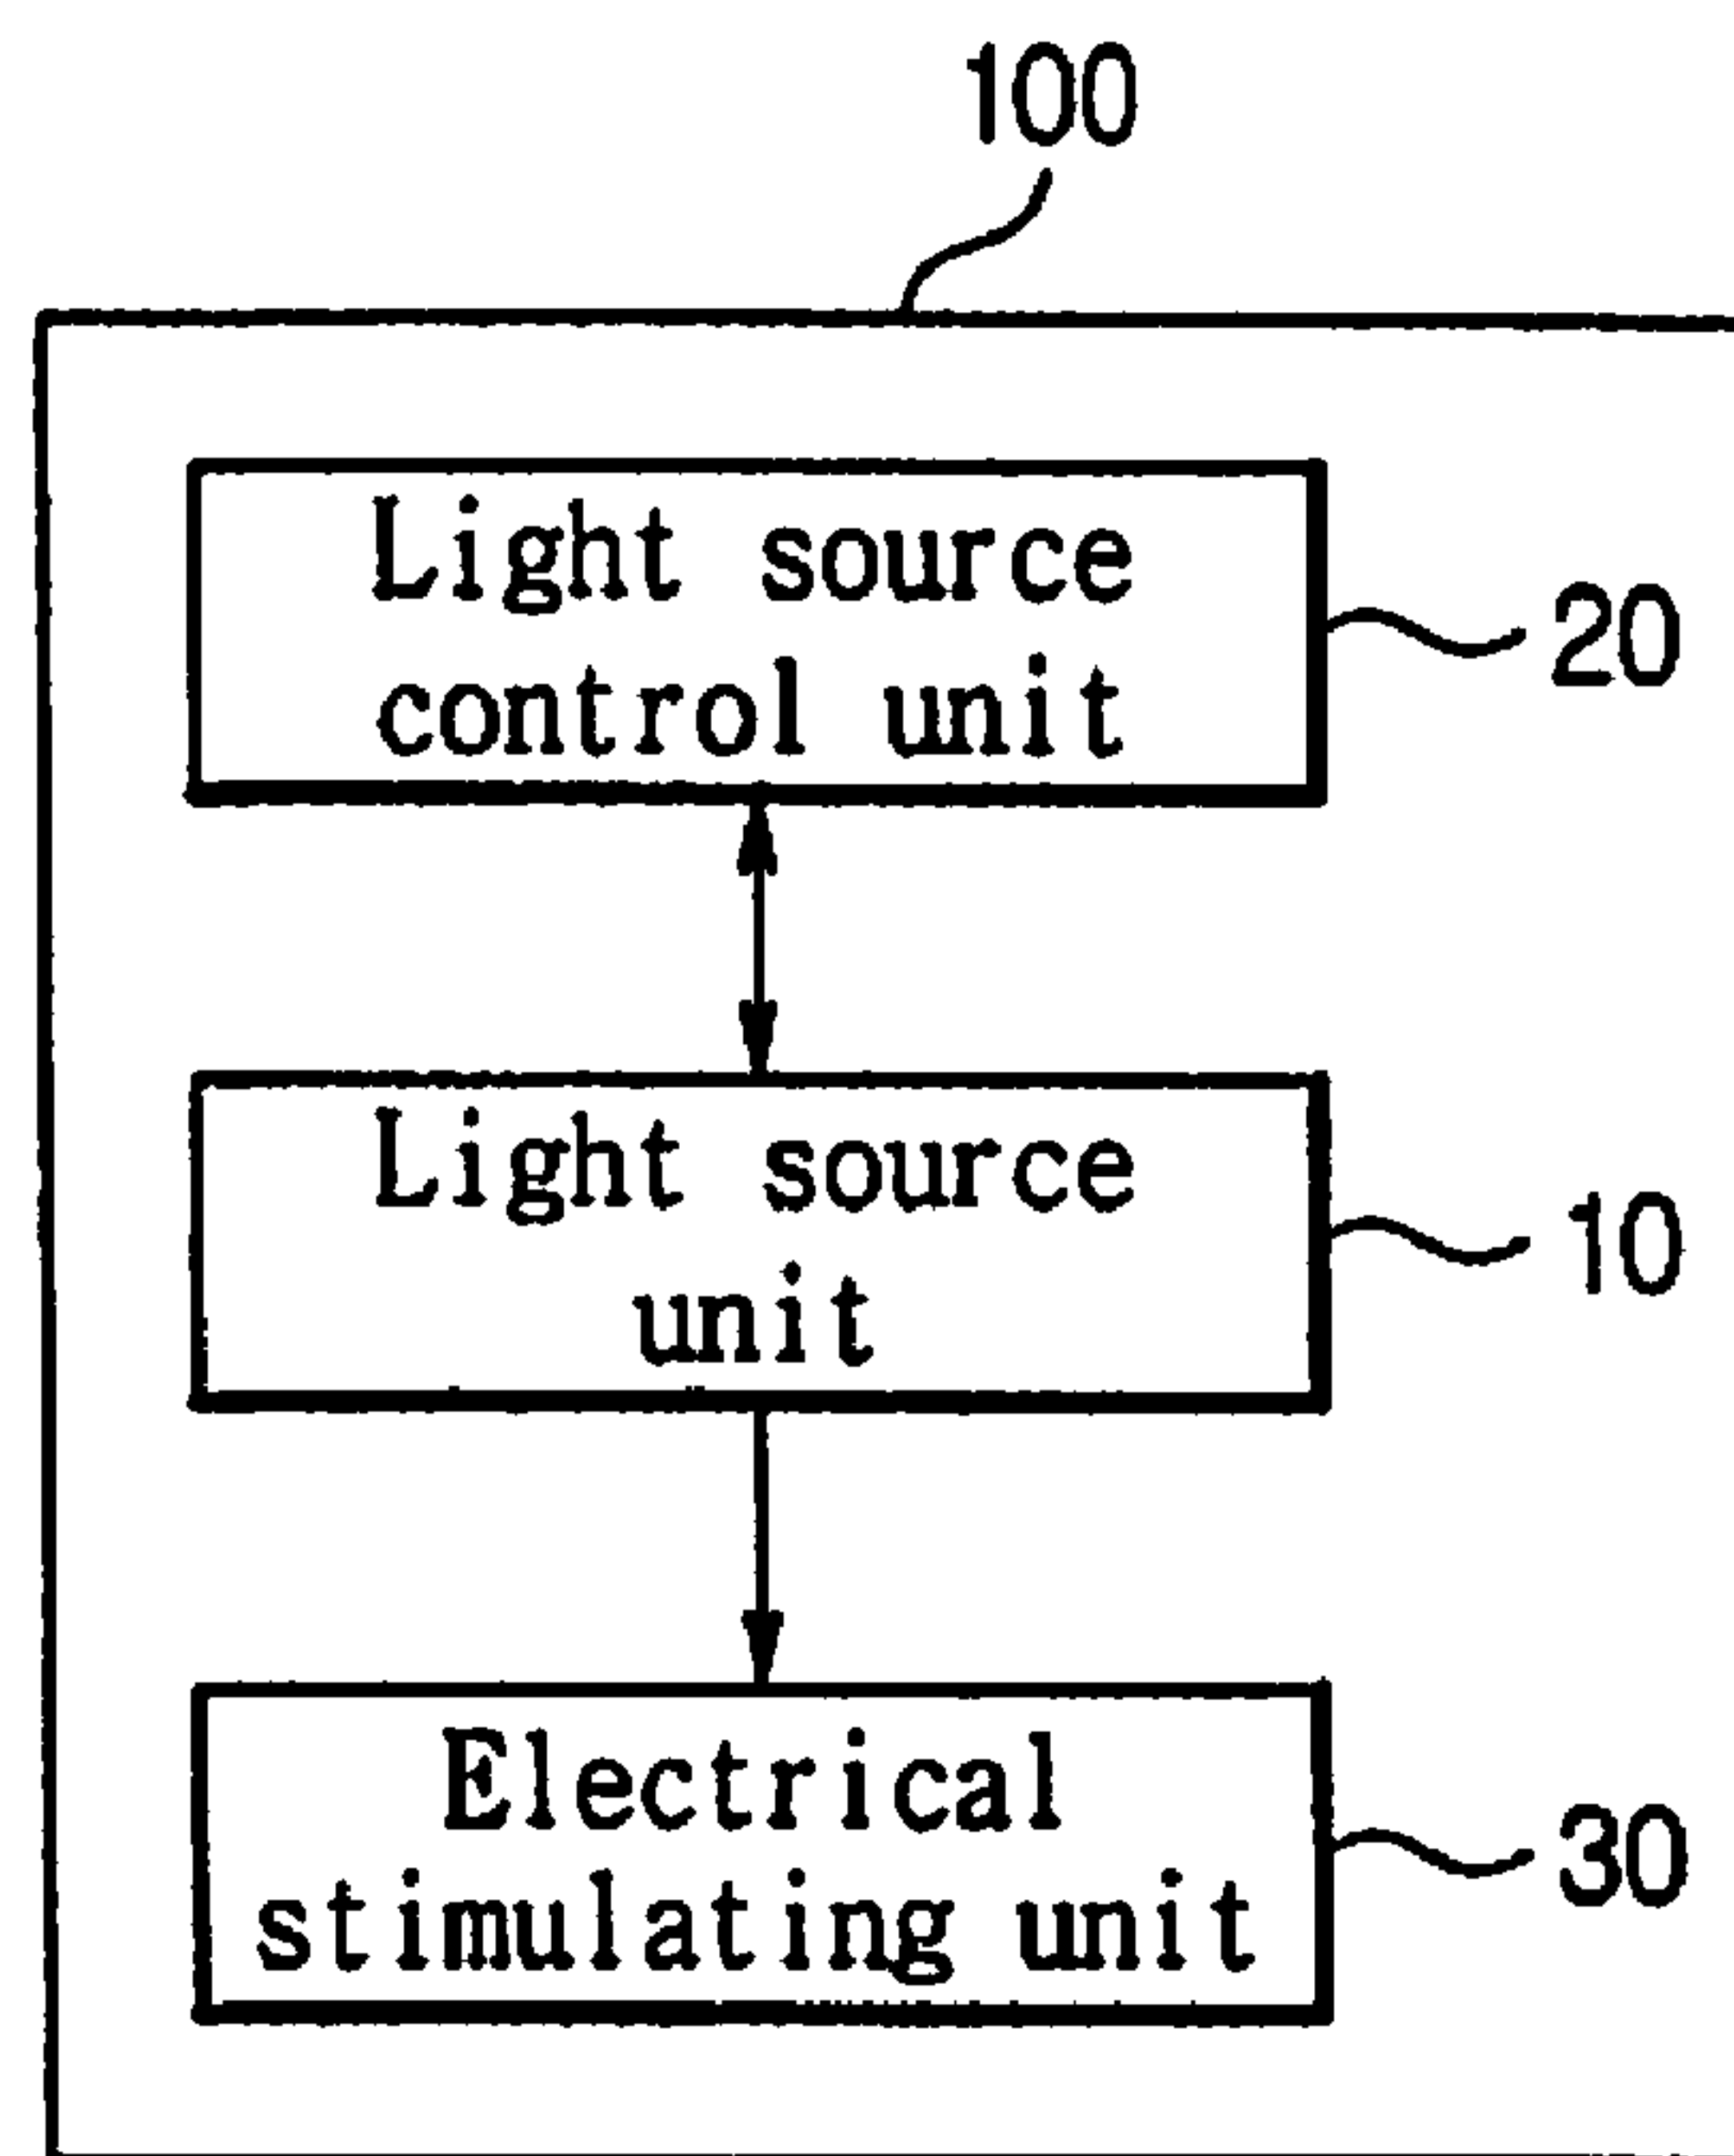 100
Light source
control unit
20
Light source
unit
10
Electrical
stimulating unit
30